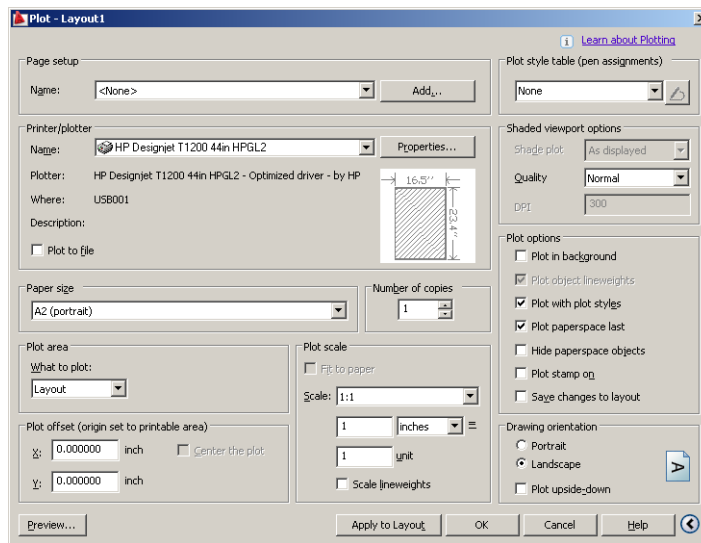 Plot - Layout1
Learn about Plotting
Page setup
Name:
<None>
Add...
Plot style table (pen assignments)
None
Printer/plotter
Name:
HP Designjet T1200 44in HPGL2
Properties...
Plotter:
HP Designjet T1200 44in HPGL2 - Optimized driver - by HP
Where:
USB001
Description:
Plot to file
16.5''
23.4''
Shaded viewport options
Shade plot
As displayed
Quality
Normal
DPI
300
Paper size
A2 (portrait)
Number of copies
1
Plot options
Plot in background
Plot object lineweights
Plot with plot styles
Plot paperspace last
Hide paperspace objects
Plot stamp on
Save changes to layout
Plot area
What to plot:
Layout
Plot scale
Fit to paper
Scale:
1:1
1
inches
=
1
unit
Scale lineweights
Plot offset (origin set to printable area)
X:
0.000000
inch
Center the plot
Y:
0.000000
inch
Drawing orientation
Portrait
Landscape
Plot upside-down
A
Preview...
Apply to Layout
OK
Cancel
Help